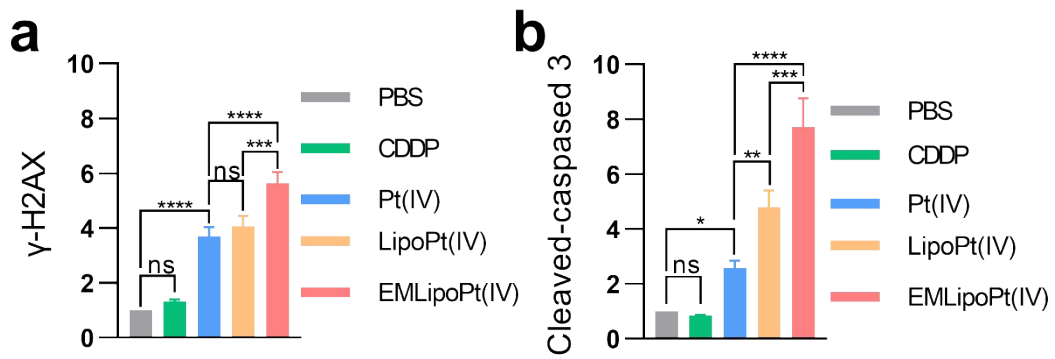 a
γ-H2AX
10
8
6
4
2
0
ns
****
ns
****
***
PBS
CDDP
Pt(IV)
LipoPt(IV)
EMLipoPt(IV)
b
Cleaved-caspased 3
10
8
6
4
2
0
ns
*
**
****
***
PBS
CDDP
Pt(IV)
LipoPt(IV)
EMLipoPt(IV)